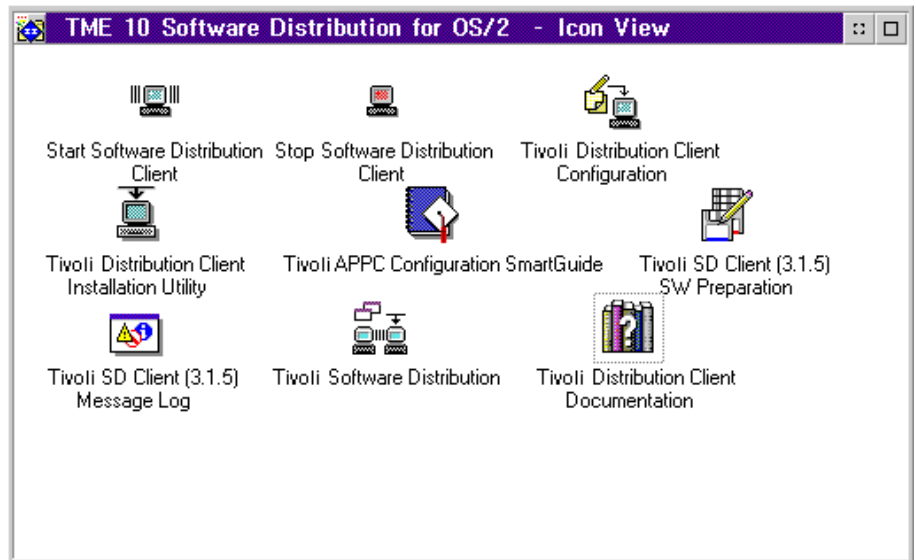 TME 10 Software Distribution for OS/2 - Icon View
Start Software Distribution
Client
Stop Software Distribution
Client
Tivoli Distribution Client
Configuration
Tivoli Distribution Client
Installation Utility
Tivoli APPC Configuration SmartGuide
Tivoli SD Client (3.1.5)
SW Preparation
Tivoli SD Client (3.1.5)
Message Log
Tivoli Software Distribution
Tivoli Distribution Client
Documentation